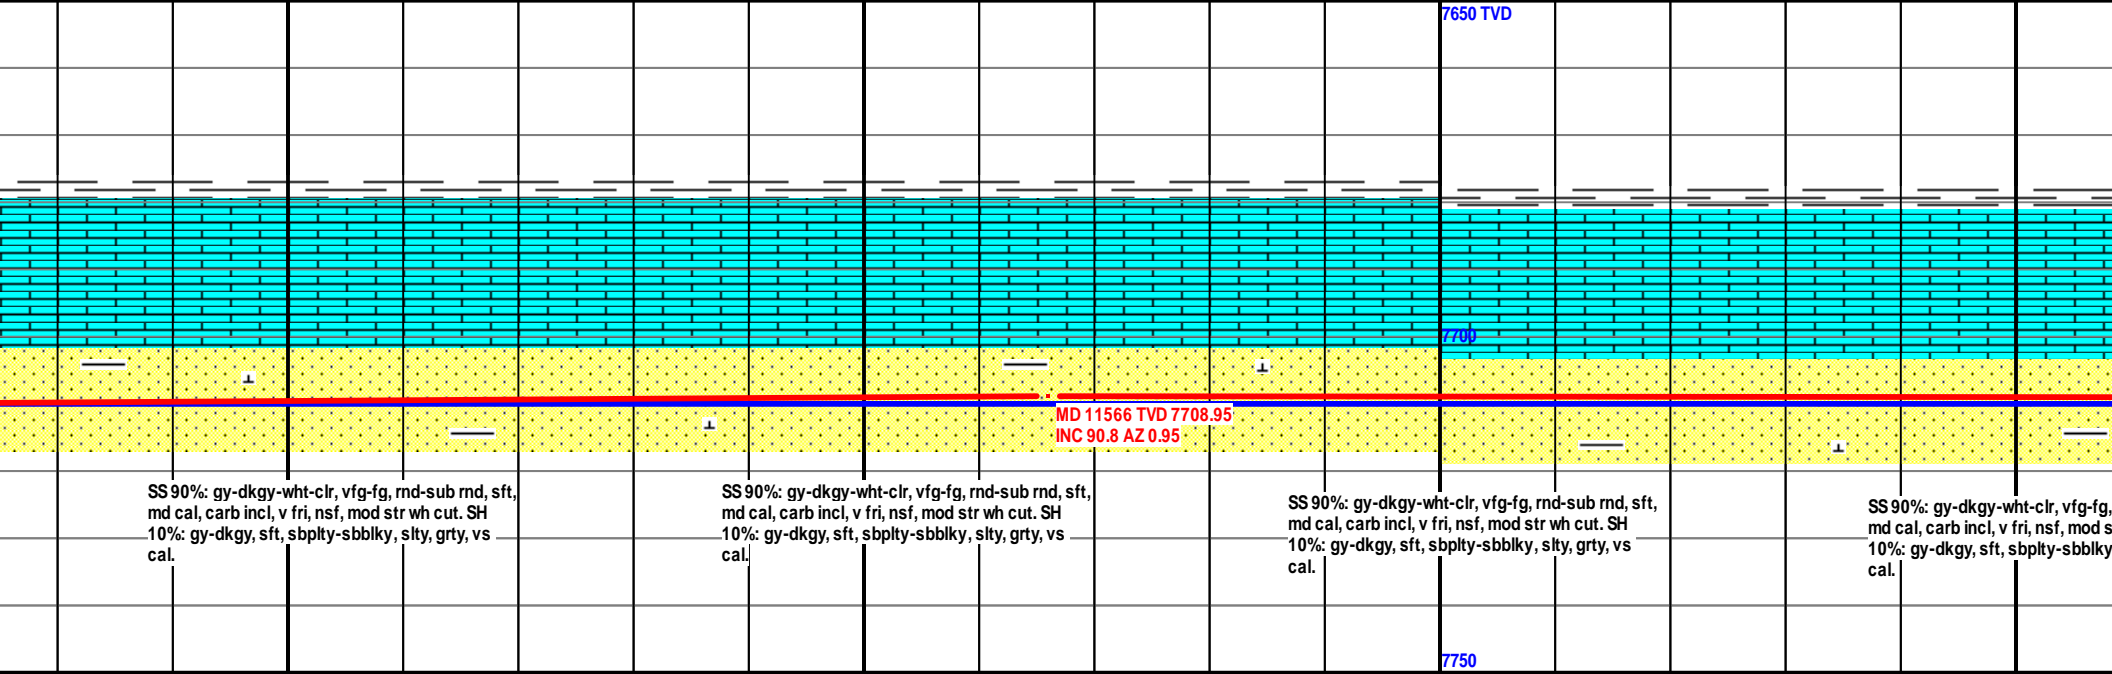 7650 TVD
7700
MD 11566 TVD 7708.95
INC 90.8 AZ 0.95
SS 90%: gy-dkgy-wht-clr, vfg-fg, rnd-sub rnd, sft,
md cal, carb incl, v fri, nsf, mod str wh cut. SH
10%: gy-dkgy, sft, sbplty-sbblky, slty, grty, vs
cal.
SS 90%: gy-dkgy-wht-clr, vfg-fg, rnd-sub rnd, sft,
md cal, carb incl, v fri, nsf, mod str wh cut. SH
10%: gy-dkgy, sft, sbplty-sbblky, slty, grty, vs
cal.
SS 90%: gy-dkgy-wht-clr, vfg-fg, rnd-sub rnd, sft,
md cal, carb incl, v fri, nsf, mod str wh cut. SH
10%: gy-dkgy, sft, sbplty-sbblky, slty, grty, vs
cal.
SS 90%: gy-dkgy-wht-clr, vfg-fg,
md cal, carb incl, v fri, nsf, mod s
10%: gy-dkgy, sft, sbplty-sbblky
cal.
7750